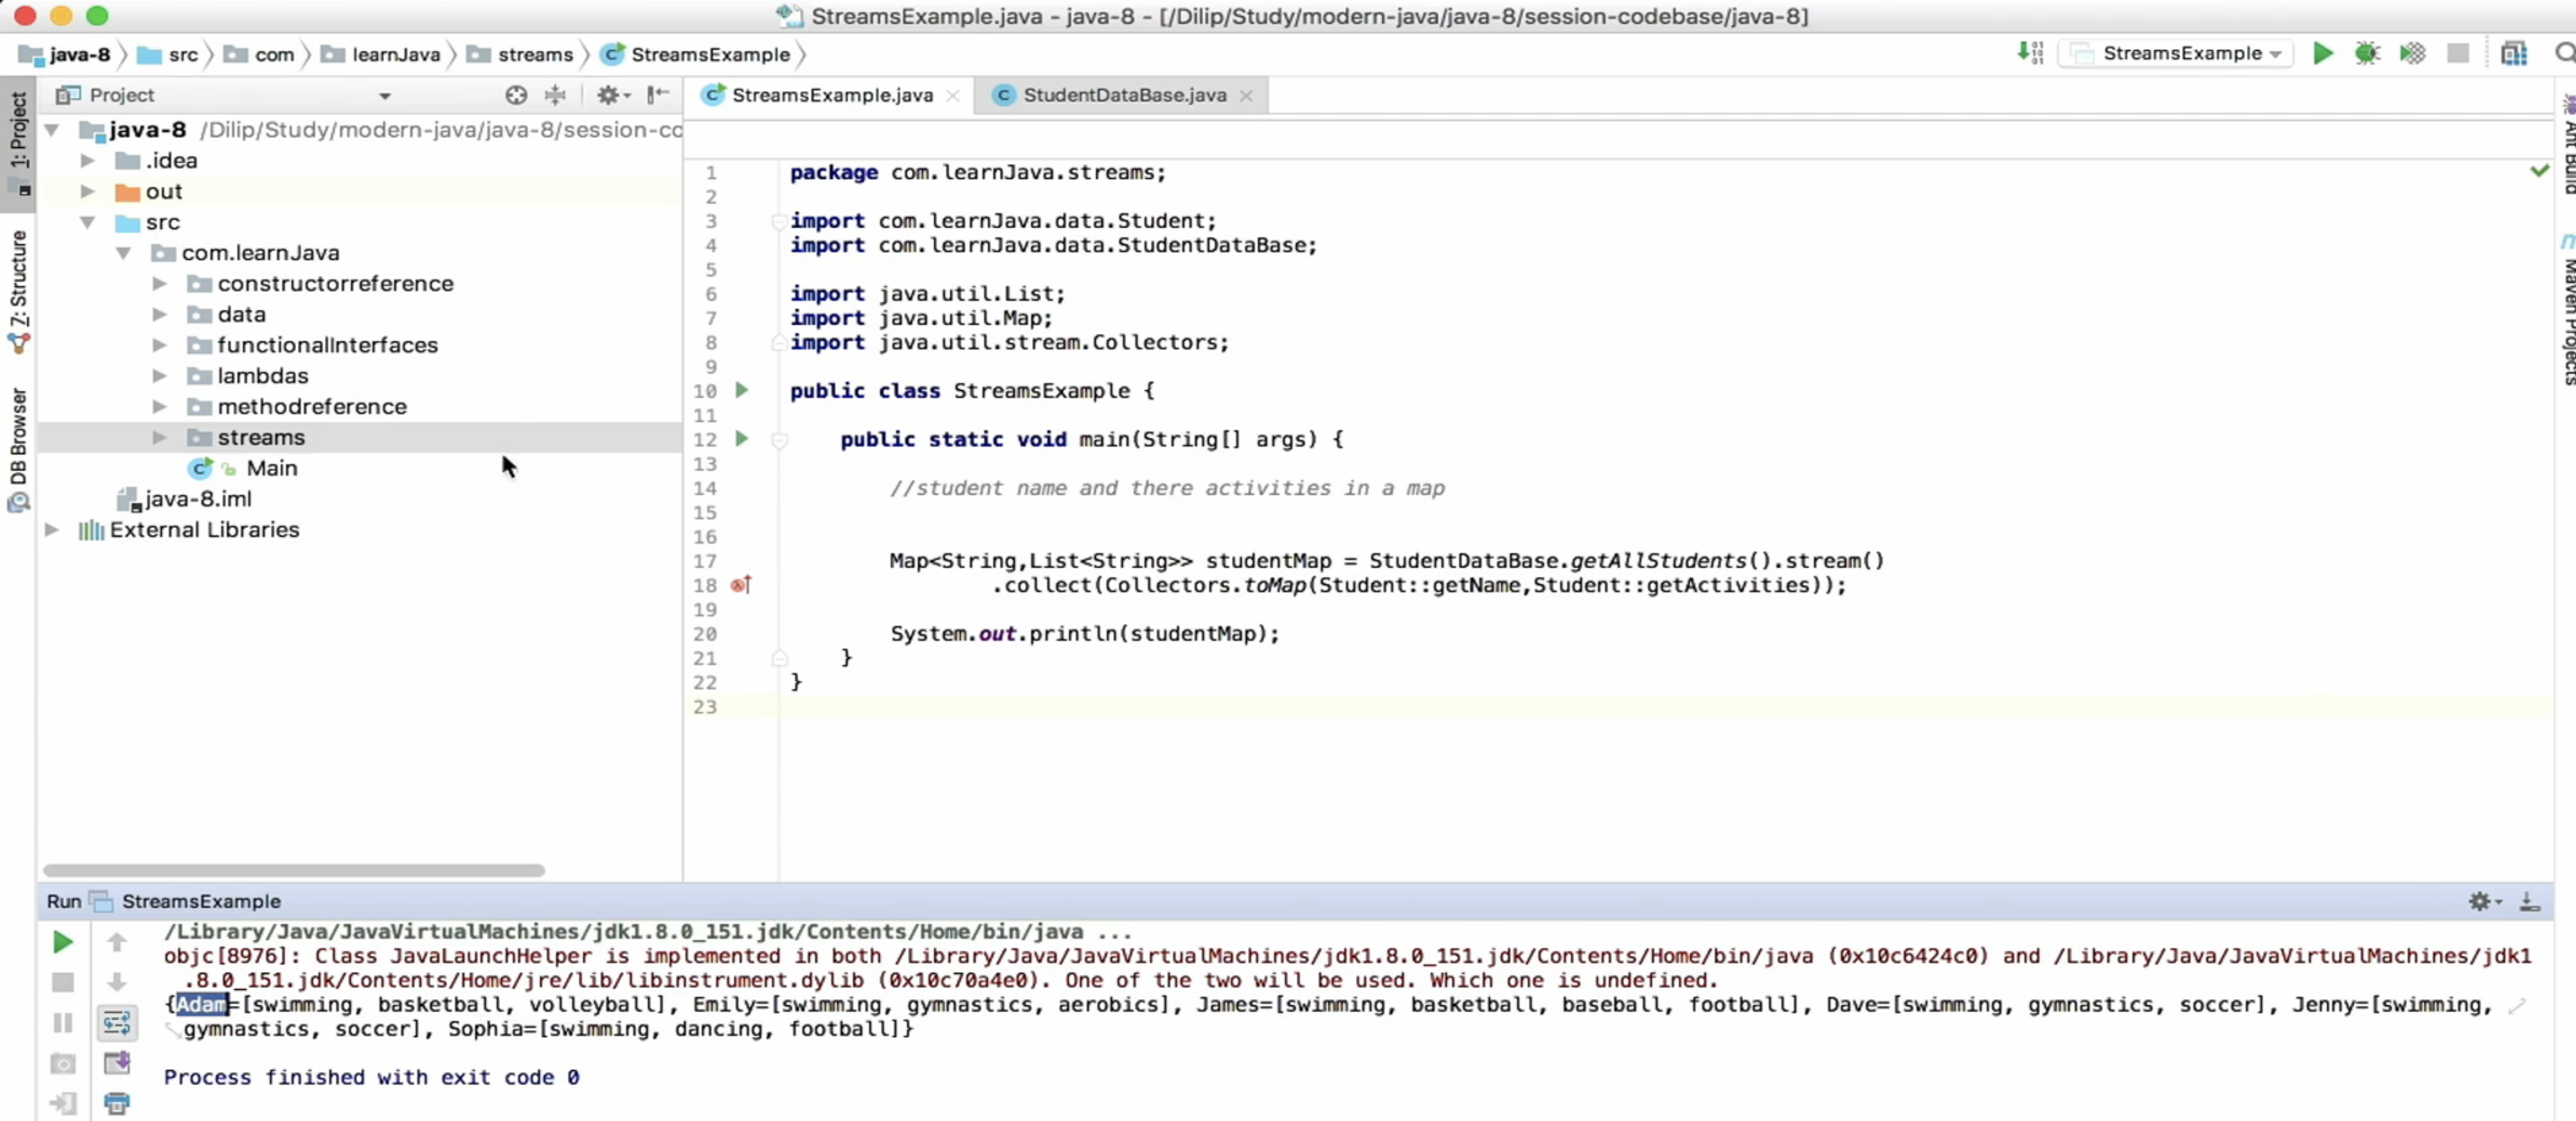 StreamsExample.java - java-8 - [/Dilip/Study/modern-java/java-8/session-codebase/java-8]
java-8 src com learnJava streams StreamsExample
StreamsExample
Project
StreamsExample.java StudentDataBase.java
1: Project
Z: Structure
DB Browser
java-8 /Dilip/Study/modern-java/java-8/session-cc
.idea
out
src
com.learnJava
constructorreference
data
functionalInterfaces
lambdas
methodreference
streams
Main
java-8.iml
External Libraries
1 package com.learnJava.streams;
2
3 import com.learnJava.data.Student;
4 import com.learnJava.data.StudentDataBase;
5
6 import java.util.List;
7 import java.util.Map;
8 import java.util.stream.Collectors;
9
10 public class StreamsExample {
11
12 public static void main(String[] args) {
13
14 //student name and there activities in a map
15
16
17 Map<String,List<String>> studentMap = StudentDataBase.getAllStudents().stream()
18 .collect(Collectors.toMap(Student::getName,Student::getActivities));
19
20 System.out.println(studentMap);
21 }
22 }
23
Ant Build
Maven Projects
Run StreamsExample
/Library/Java/JavaVirtualMachines/jdk1.8.0_151.jdk/Contents/Home/bin/java ...
objc[8976]: Class JavaLaunchHelper is implemented in both /Library/Java/JavaVirtualMachines/jdk1.8.0_151.jdk/Contents/Home/bin/java (0x10c6424c0) and /Library/Java/JavaVirtualMachines/jdk1
.8.0_151.jdk/Contents/Home/jre/lib/libinstrument.dylib (0x10c70a4e0). One of the two will be used. Which one is undefined.
{Adam=[swimming, basketball, volleyball], Emily=[swimming, gymnastics, aerobics], James=[swimming, basketball, baseball, football], Dave=[swimming, gymnastics, soccer], Jenny=[swimming,
gymnastics, soccer], Sophia=[swimming, dancing, football]}
Process finished with exit code 0